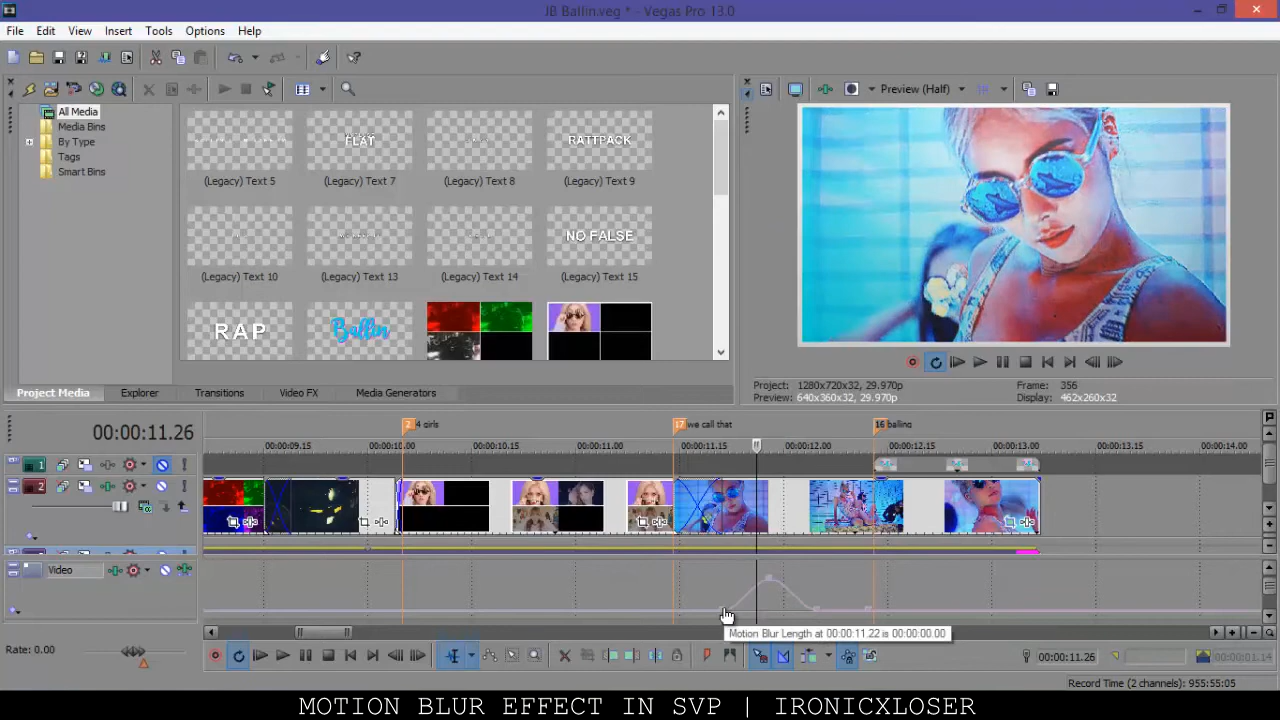 JB Ballin.veg * - Vegas Pro 13.0
File Edit View Insert Tools Options Help
Preview (Half)
All Media
Media Bins
By Type
Tags
Smart Bins
FLAT
RATTPACK
(Legacy) Text 5 (Legacy) Text 7 (Legacy) Text 8 (Legacy) Text 9
NO FALSE
(Legacy) Text 10 (Legacy) Text 13 (Legacy) Text 14 (Legacy) Text 15
RAP
Ballin
Project Media Explorer Transitions Video FX Media Generators
Project: 1280x720x32, 29.970p Frame: 356
Preview: 640x360x32, 29.970p Display: 462x260x32
00:00:11.26
2 4 girls 17 we call that 16 balling
00:00:09.15 00:00:10.00 00:00:10.15 00:00:11.00 00:00:11.15 00:00:12.00 00:00:12.15 00:00:13.00 00:00:13.15 00:00:14.00
1
2
Video
Motion Blur Length at 00:00:11.22 is 00:00:00.00
Rate: 0.00
00:00:11.26 00:00:01.14
Record Time (2 channels): 955:55:05
MOTION BLUR EFFECT IN SVP | IRONICXLOSER